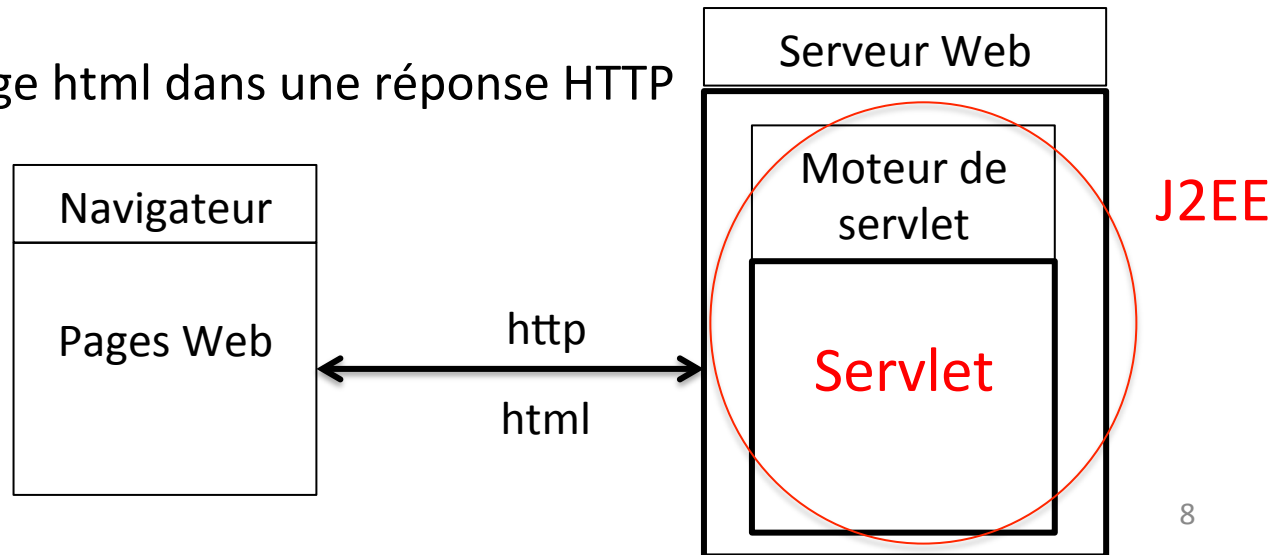 Serveur Web
ge html dans une réponse HTTP
Moteur de
servlet
J2EE
Navigateur
Pages Web
http
html
Servlet
8